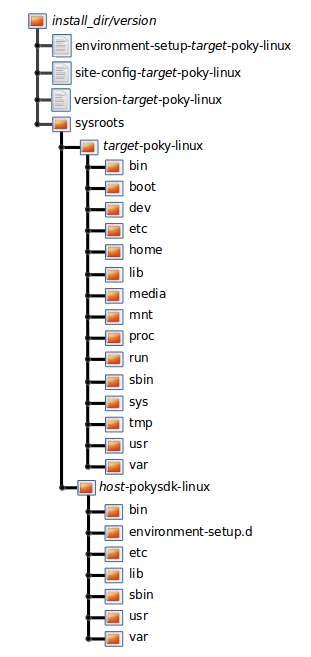 install_dir/version
environment-setup-target-poky-linux
site-config-target-poky-linux
version-target-poky-linux
sysroots
target-poky-linux
bin
boot
dev
etc
home
lib
media
mnt
proc
run
sbin
sys
tmp
usr
var
host-pokysdk-linux
bin
environment-setup.d
etc
lib
sbin
usr
var